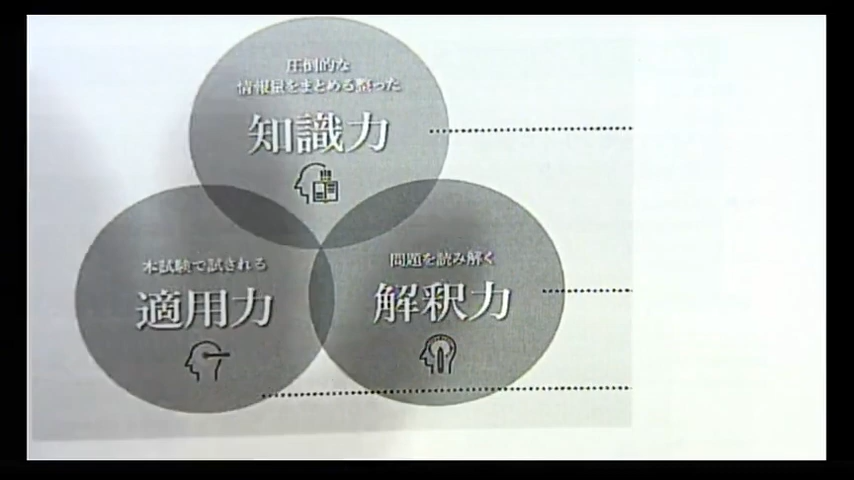 圧倒的な
情報量をまとめる整った
知識力
本試験で試される
適用力
問題を読み解く
解釈力